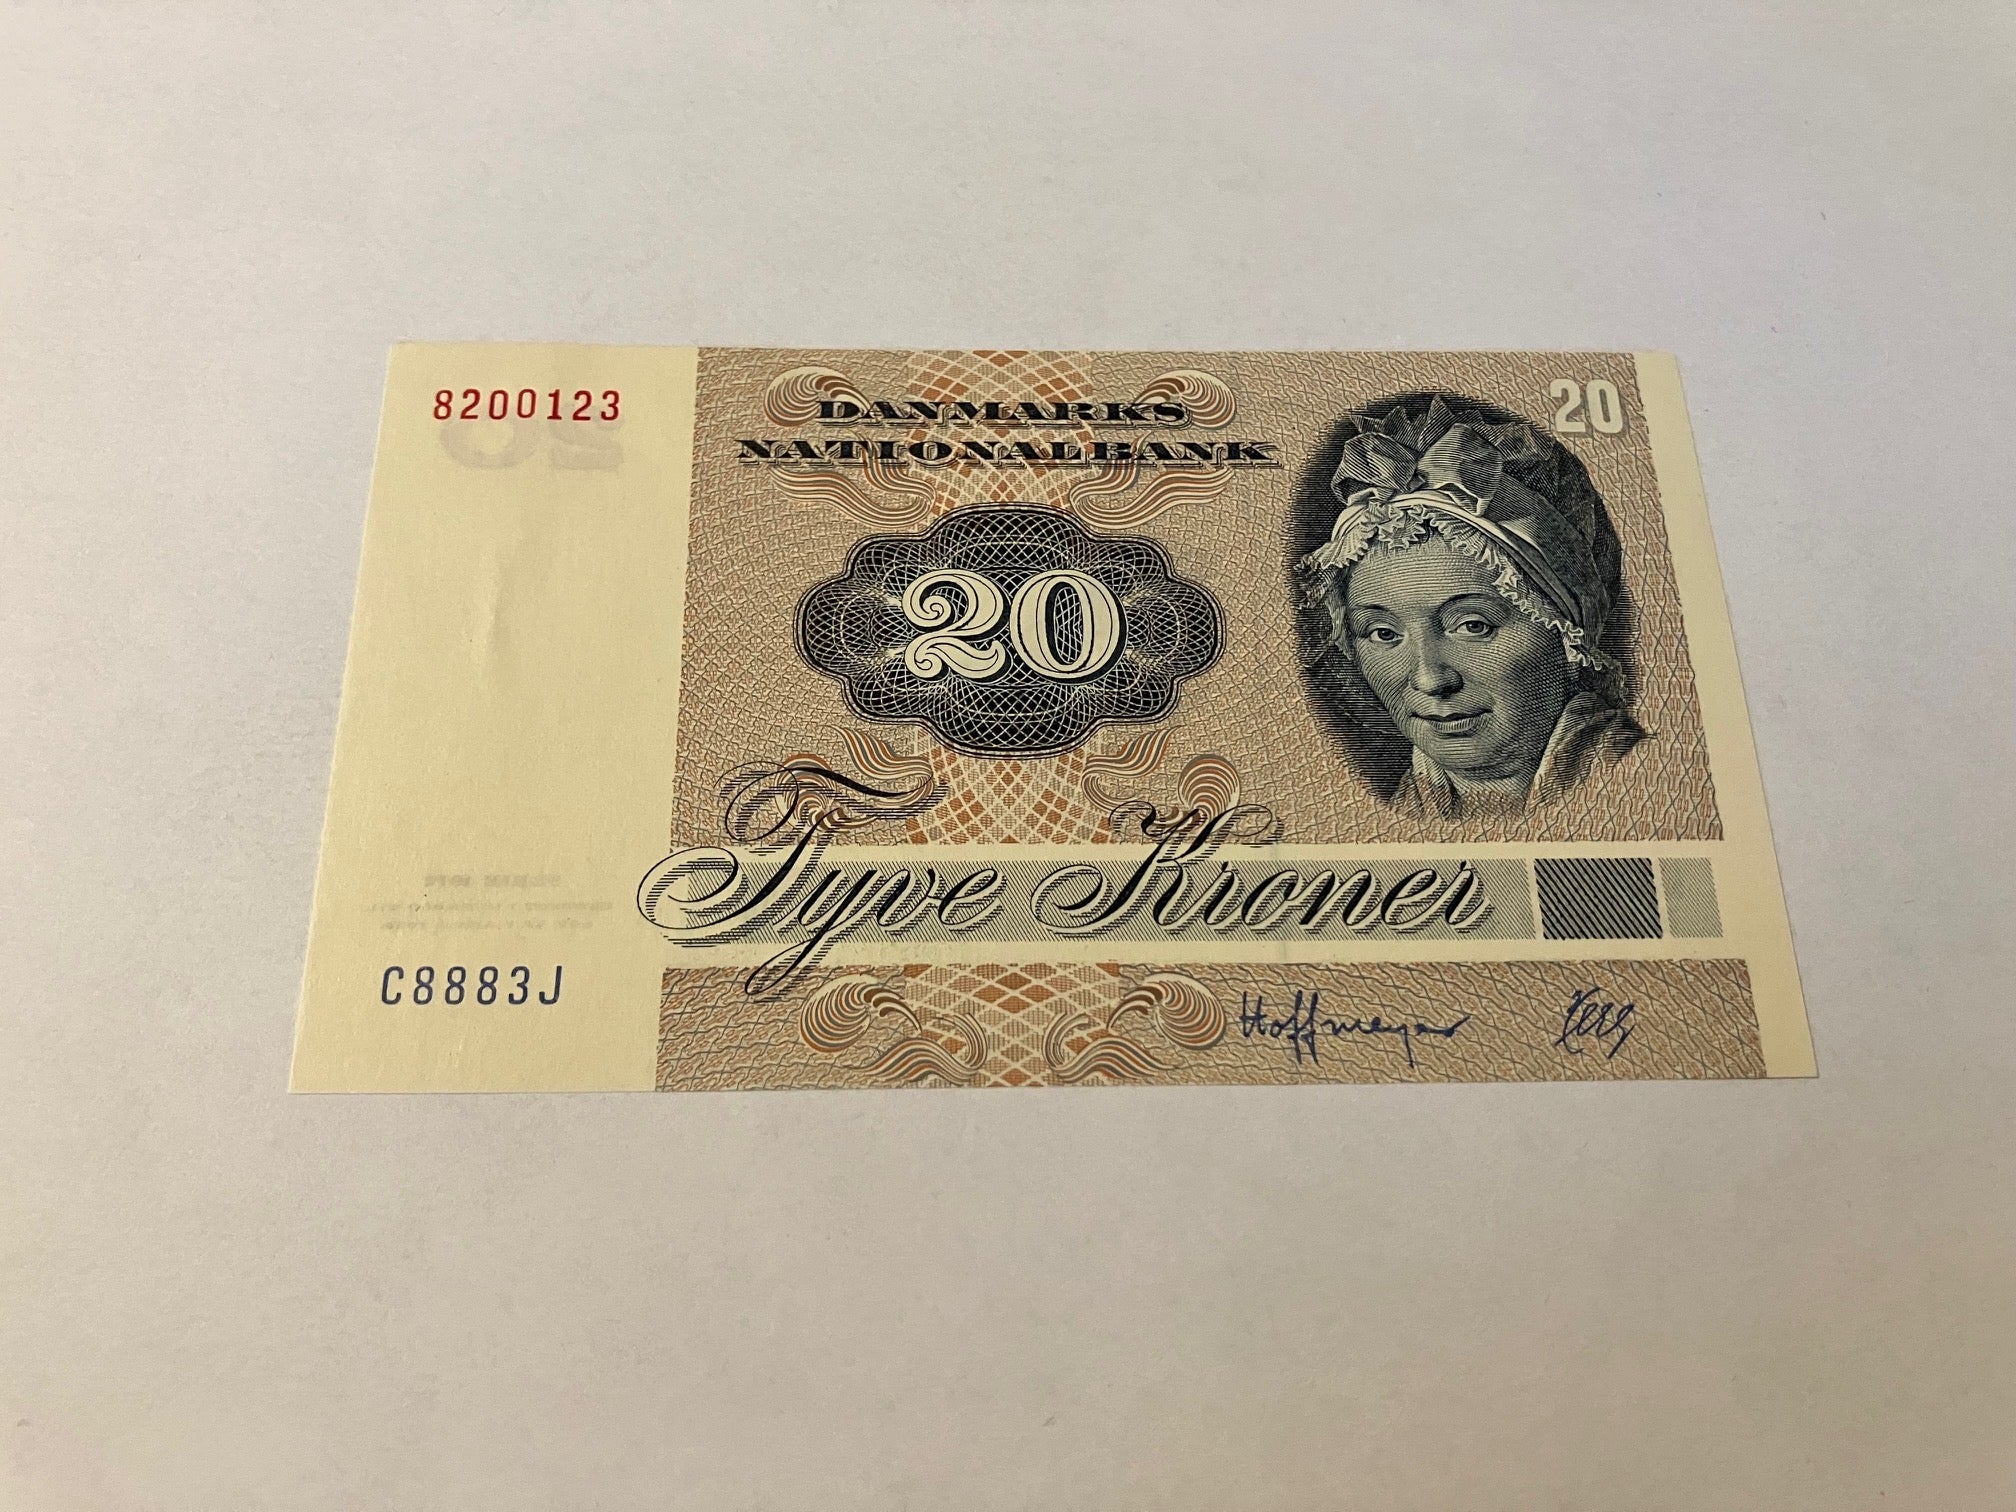 8200123
DANMARKS
NATIONALBANK
20
20
Tyve Kroner
C8883J
Hoffmeyer